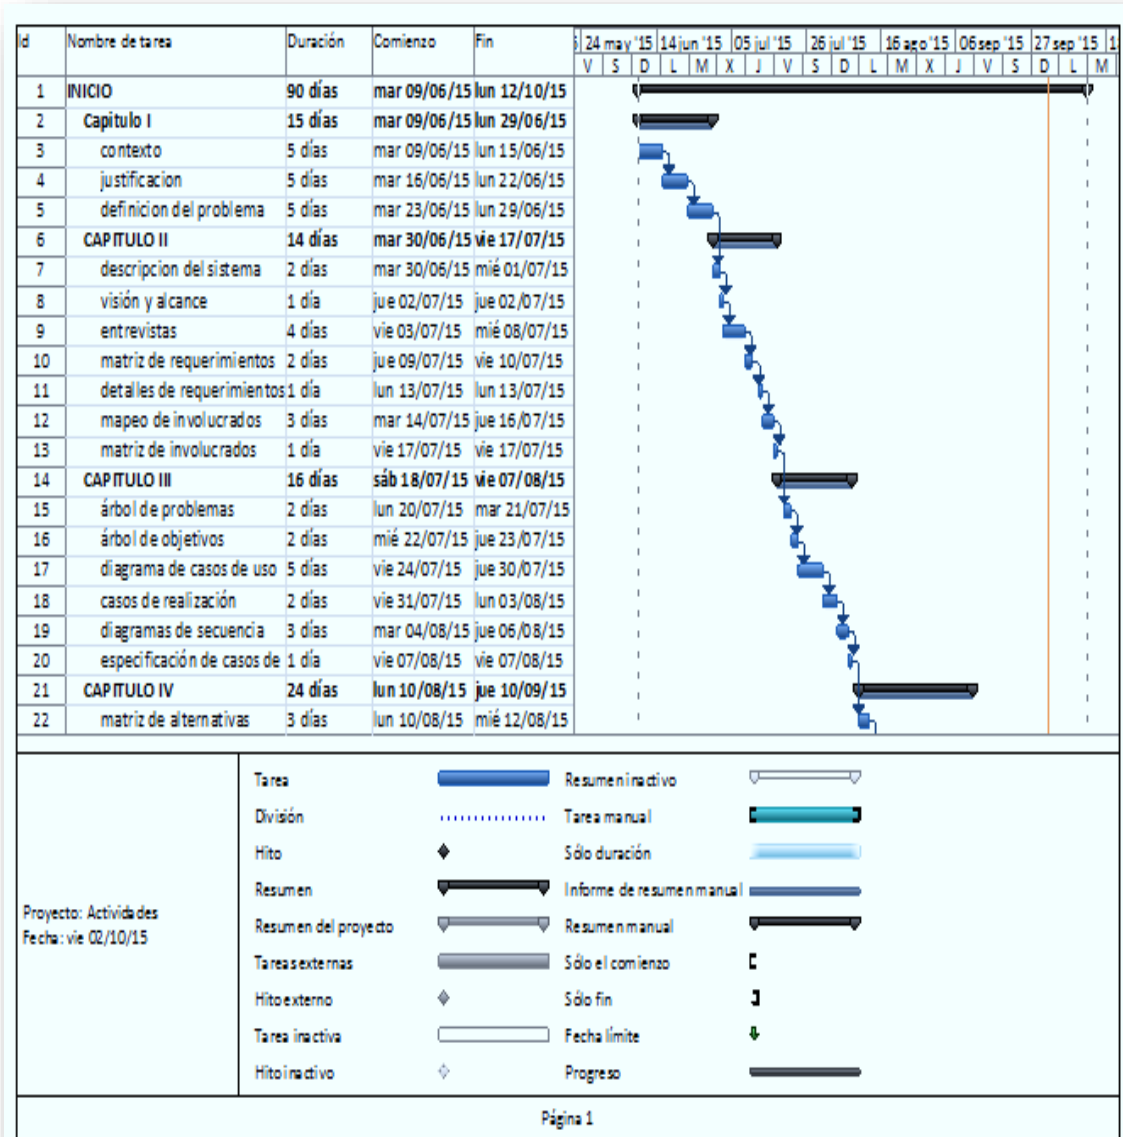 Id Nombre de tarea Duración Comienzo Fin 24 may '15 14 jun '15 05 jul '15 26 jul '15 16 ago '15 06 sep '15 27 sep '15
V S D L M X J V S D L M X J V S D L M
1 INICIO 90 días mar 09/06/15 lun 12/10/15
2 Capitulo I 15 días mar 09/06/15 lun 29/06/15
3 contexto 5 días mar 09/06/15 lun 15/06/15
4 justificacion 5 días mar 16/06/15 lun 22/06/15
5 definicion del problema 5 días mar 23/06/15 lun 29/06/15
6 CAPITULO II 14 días mar 30/06/15 vie 17/07/15
7 descripcion del sistema 2 días mar 30/06/15 mié 01/07/15
8 visión y alcance 1 día jue 02/07/15 jue 02/07/15
9 entrevistas 4 días vie 03/07/15 mié 08/07/15
10 matriz de requerimientos 2 días jue 09/07/15 vie 10/07/15
11 detalles de requerimientos 1 día lun 13/07/15 lun 13/07/15
12 mapeo de involucrados 3 días mar 14/07/15 jue 16/07/15
13 matriz de involucrados 1 día vie 17/07/15 vie 17/07/15
14 CAPITULO III 16 días sáb 18/07/15 vie 07/08/15
15 árbol de problemas 2 días lun 20/07/15 mar 21/07/15
16 árbol de objetivos 2 días mié 22/07/15 jue 23/07/15
17 diagrama de casos de uso 5 días vie 24/07/15 jue 30/07/15
18 casos de realización 2 días vie 31/07/15 lun 03/08/15
19 diagramas de secuencia 3 días mar 04/08/15 jue 06/08/15
20 especificación de casos de 1 día vie 07/08/15 vie 07/08/15
21 CAPITULO IV 24 días lun 10/08/15 jue 10/09/15
22 matriz de alternativas 3 días lun 10/08/15 mié 12/08/15
Proyecto: Actividades
Fecha: vie 02/10/15
Tarea
División
Hito
Resumen
Resumen del proyecto
Tareas externas
Hito externo
Tarea inactiva
Hito inactivo
Resumen inactivo
Tarea manual
Sólo duración
Informe de resumen manual
Resumen manual
Sólo el comienzo
Sólo fin
Fecha límite
Progreso
Página 1